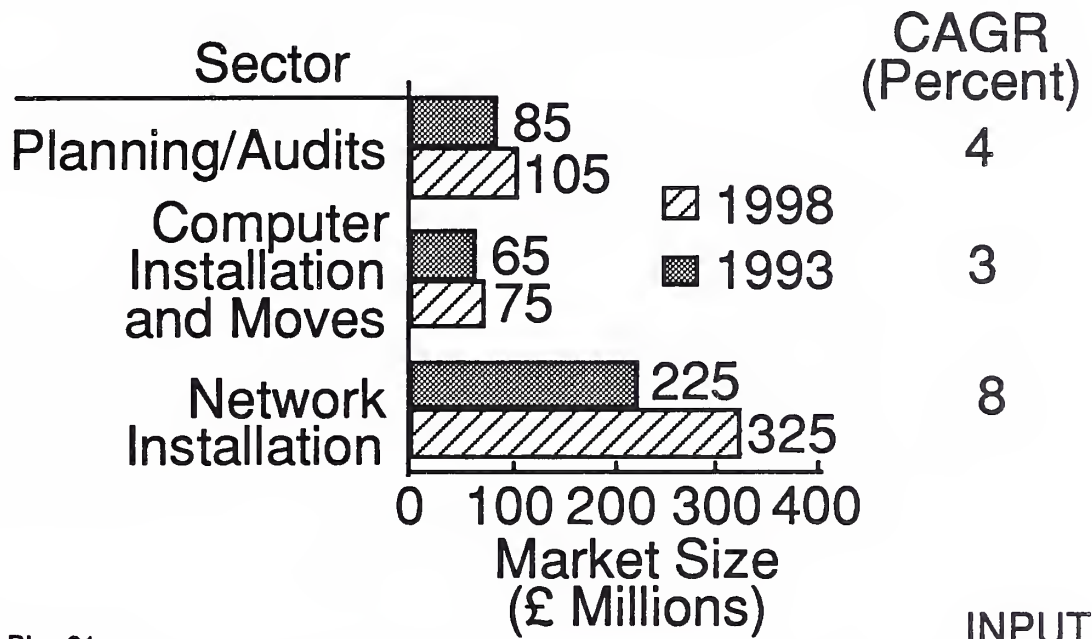 Sector
CAGR
(Percent)
Planning/Audits
85
105
4
Computer
Installation
and Moves
65
75
3
1998
1993
Network
Installation
225
325
8
0 100 200 300 400
Market Size
(£ Millions)
INPUT